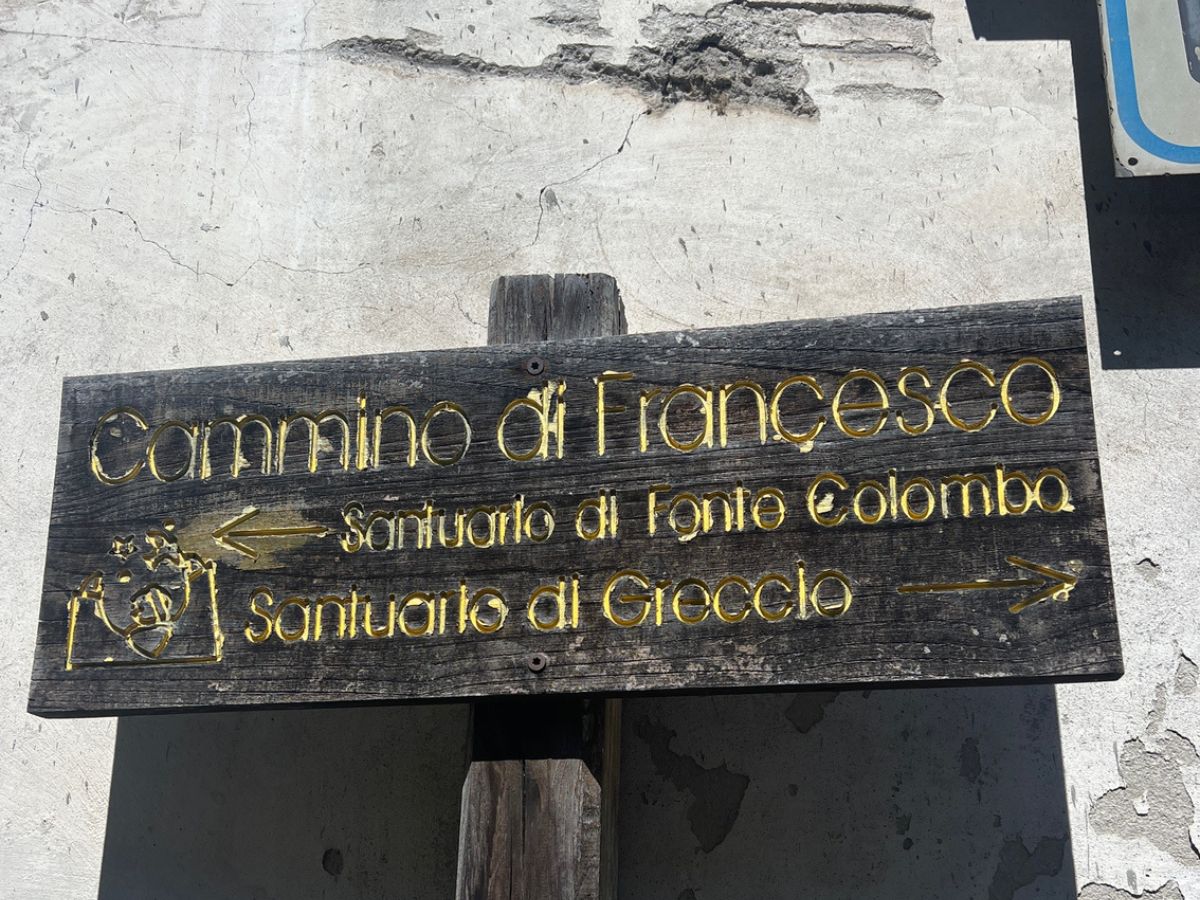 Cammino di Francesco
Santuario di Fonte Colombo
Santuario di Greccio